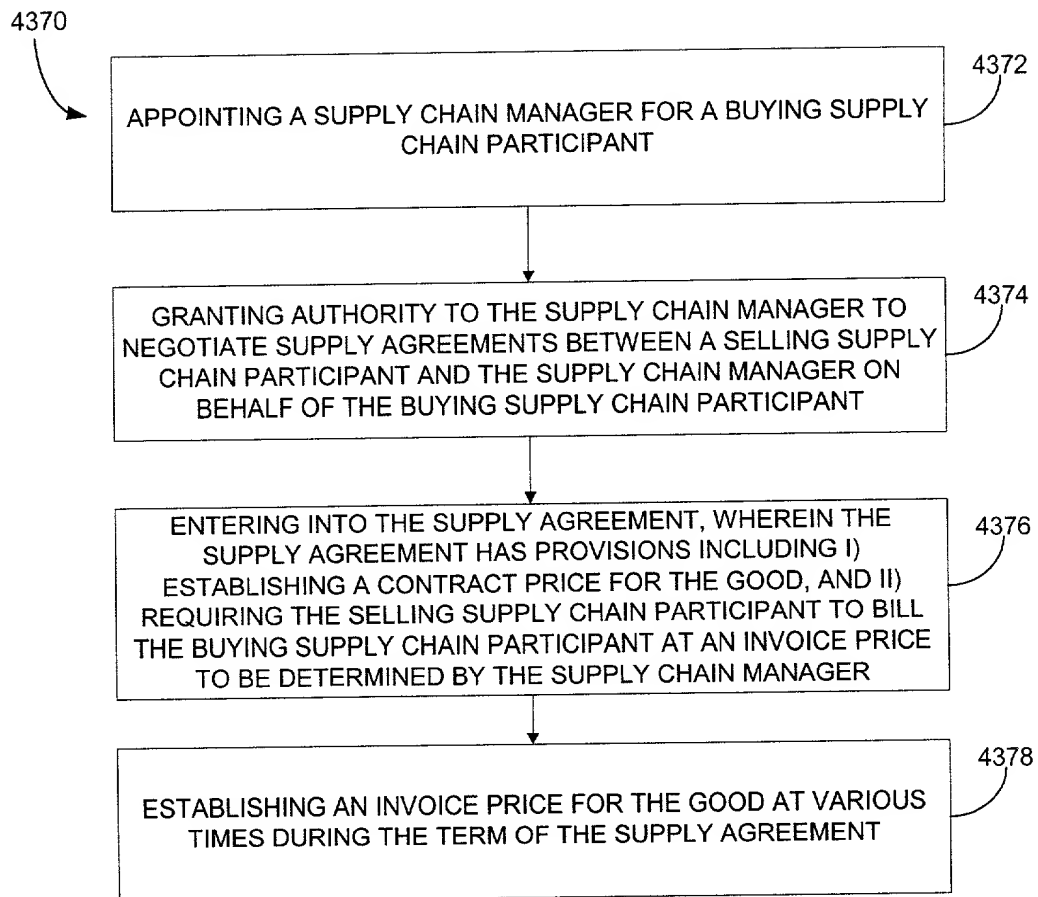 4370
4372
APPOINTING A SUPPLY CHAIN MANAGER FOR A BUYING SUPPLY
CHAIN PARTICIPANT
4374
GRANTING AUTHORITY TO THE SUPPLY CHAIN MANAGER TO
NEGOTIATE SUPPLY AGREEMENTS BETWEEN A SELLING SUPPLY
CHAIN PARTICIPANT AND THE SUPPLY CHAIN MANAGER ON
BEHALF OF THE BUYING SUPPLY CHAIN PARTICIPANT
4376
ENTERING INTO THE SUPPLY AGREEMENT, WHEREIN THE
SUPPLY AGREEMENT HAS PROVISIONS INCLUDING I)
ESTABLISHING A CONTRACT PRICE FOR THE GOOD, AND II)
REQUIRING THE SELLING SUPPLY CHAIN PARTICIPANT TO BILL
THE BUYING SUPPLY CHAIN PARTICIPANT AT AN INVOICE PRICE
TO BE DETERMINED BY THE SUPPLY CHAIN MANAGER
4378
ESTABLISHING AN INVOICE PRICE FOR THE GOOD AT VARIOUS
TIMES DURING THE TERM OF THE SUPPLY AGREEMENT